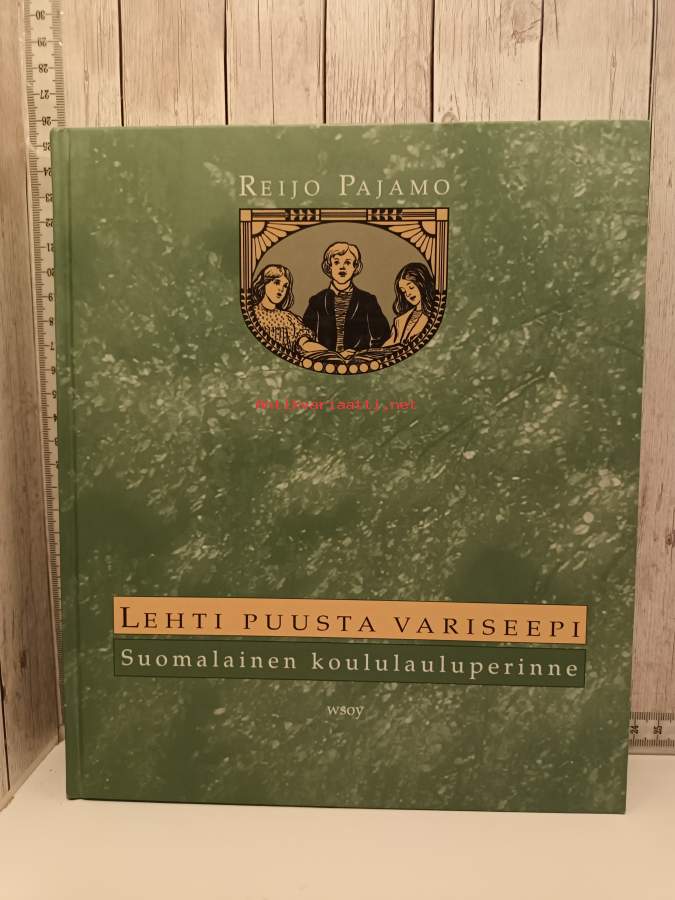 REIJO PAJAMO
Antikvariaatti.net
LEHTI PUUSTA VARISEEPI
Suomalainen koululauluperinne
wsoy